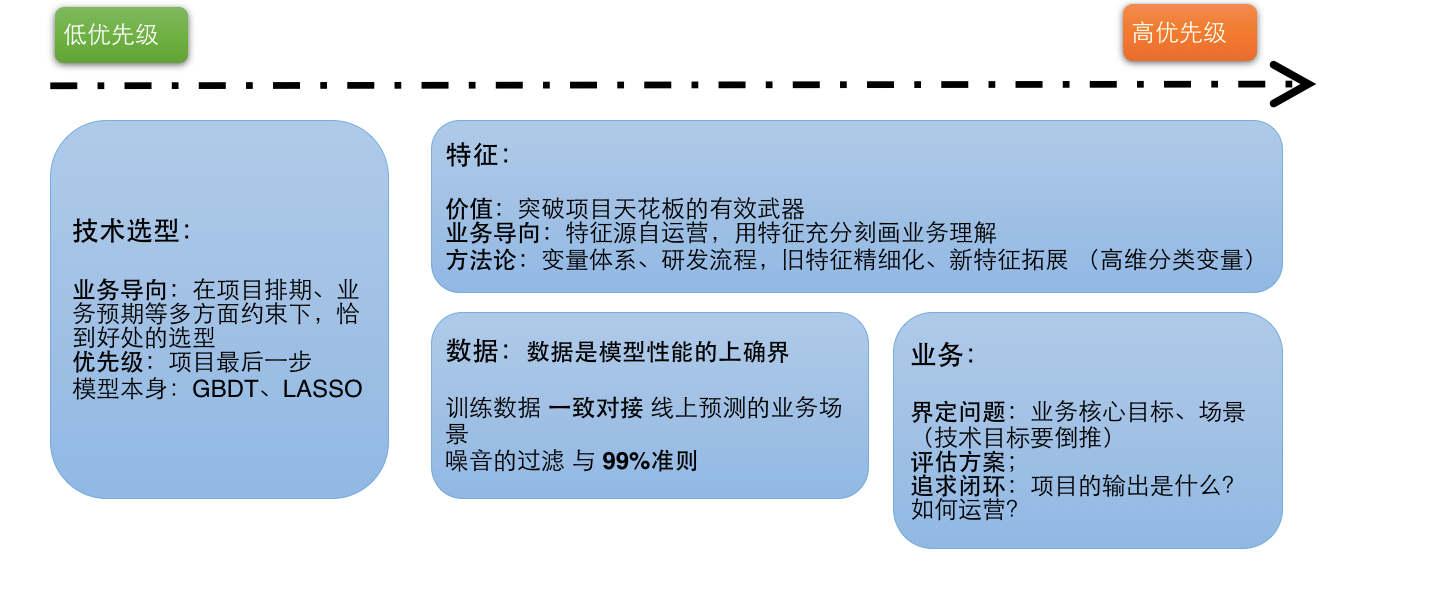 低优先级
高优先级
技术选型：
业务导向：在项目排期、业
务预期等多方面约束下，恰
到好处的选型
优先级：项目最后一步
模型本身：GBDT、LASSO
特征：
价值：突破项目天花板的有效武器
业务导向：特征源自运营，用特征充分刻画业务理解
方法论：变量体系、研发流程，旧特征精细化、新特征拓展 （高维分类变量）
数据：数据是模型性能的上确界
训练数据 一致对接 线上预测的业务场
景
噪音的过滤 与 99%准则
业务：
界定问题：业务核心目标、场景
（技术目标要倒推）
评估方案；
追求闭环：项目的输出是什么？
如何运营？